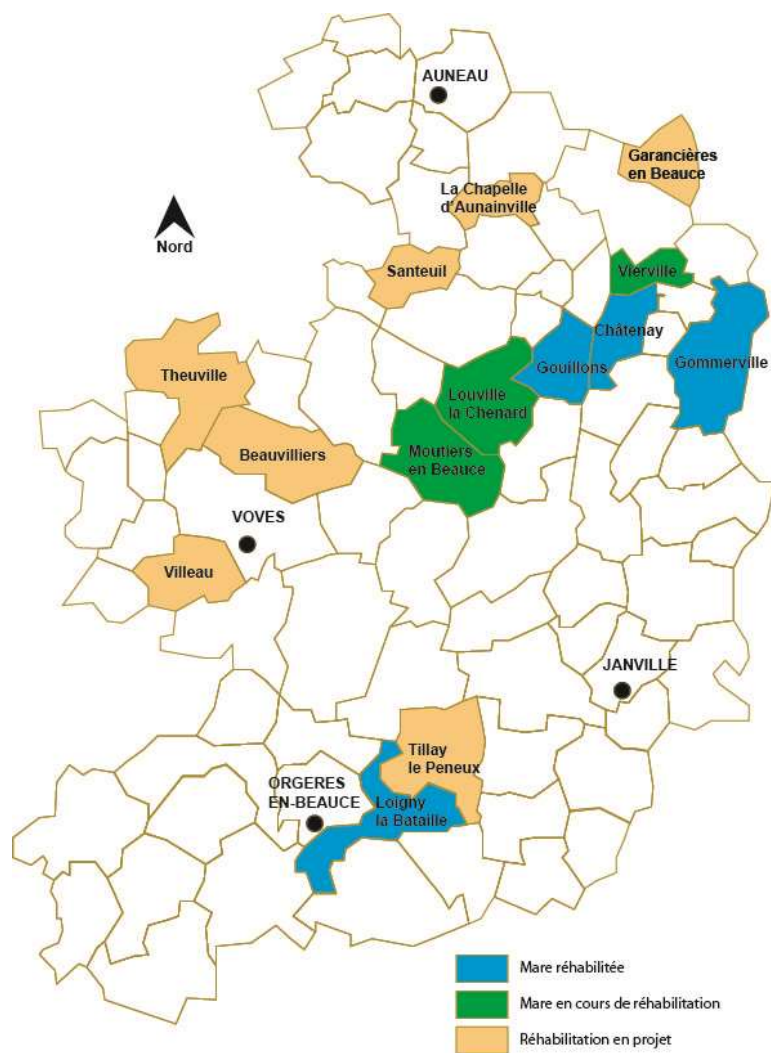 AUNEAU
Garancières
en Beauce
La Chapelle
d'Aunainville
Nord
Santeuil
Vierville
Châtenay
Gommerville
Gouillons
Theuville
Louville
la Chenard
Beauvilliers
Moutiers
en Beauce
VOVES
Villeau
JANVILLE
Tillay
le Peneux
ORGERES
EN-BEAUCE
Loigny
la Bataille
Mare réhabilitée
Mare en cours de réhabilitation
Réhabilitation en projet